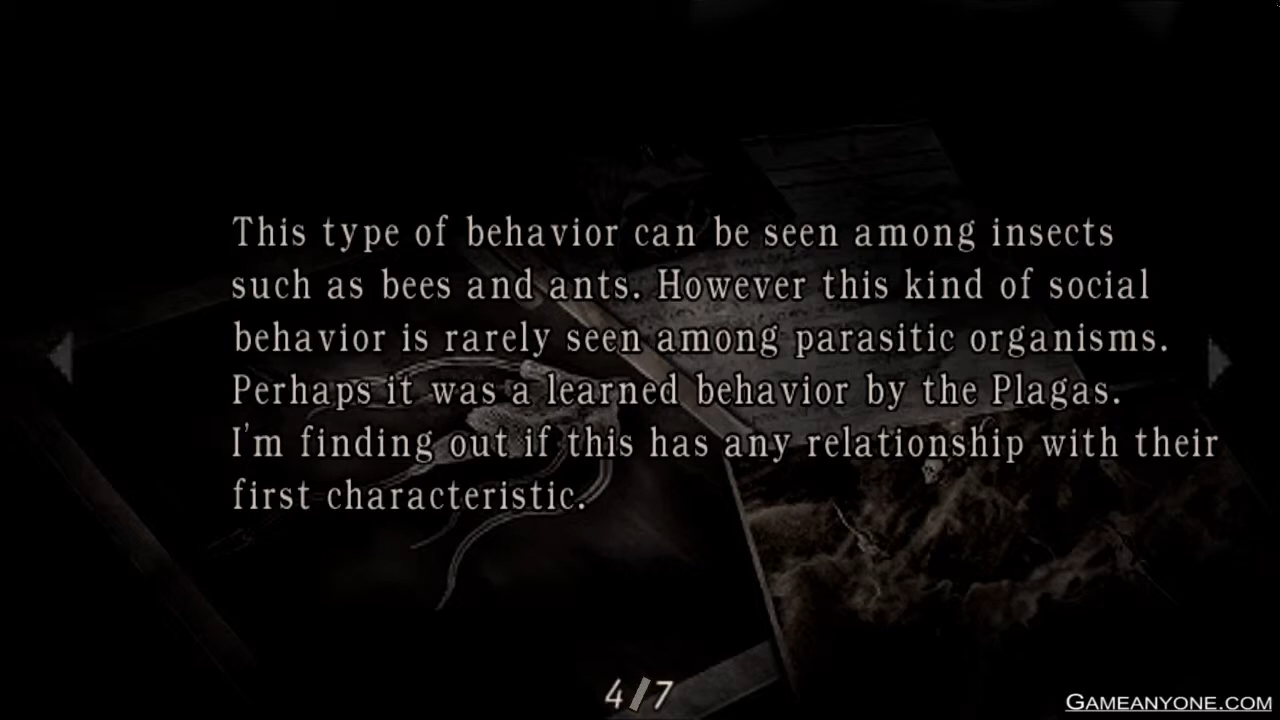 This type of behavior can be seen among insects
such as bees and ants. However this kind of social
behavior is rarely seen among parasitic organisms.
Perhaps it was a learned behavior by the Plagas.
I'm finding out if this has any relationship with their
first characteristic.
4/7
GAMEANYONE.COM